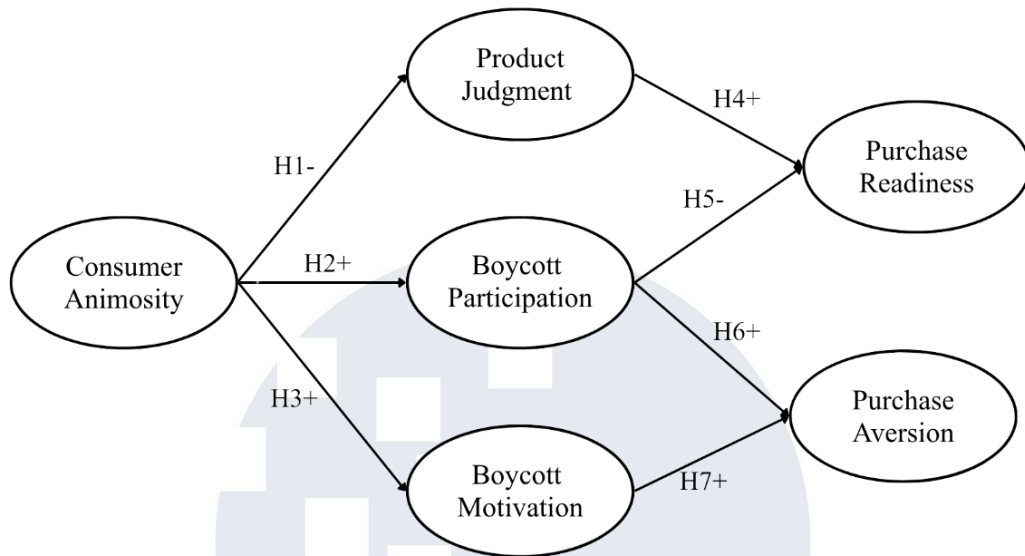 Product
Judgment
H4+
Purchase
Readiness
H1-
H5-
Consumer
Animosity
H2+
Boycott
Participation
H6+
H3+
Purchase
Aversion
Boycott
Motivation
H7+